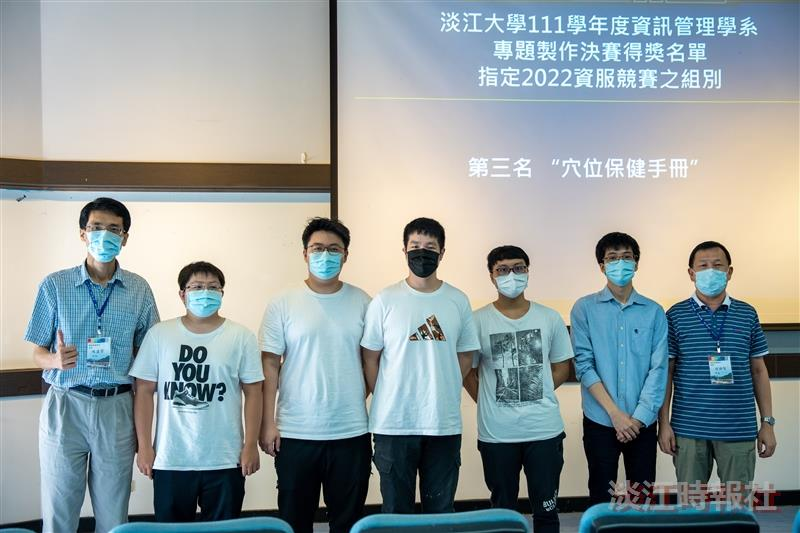 淡江大學111學年度資訊管理學系
專題製作決賽得獎名單
指定2022資服競賽之組別
第三名 “穴位保健手冊”
DO
YOU
KNOW?
淡江時報社